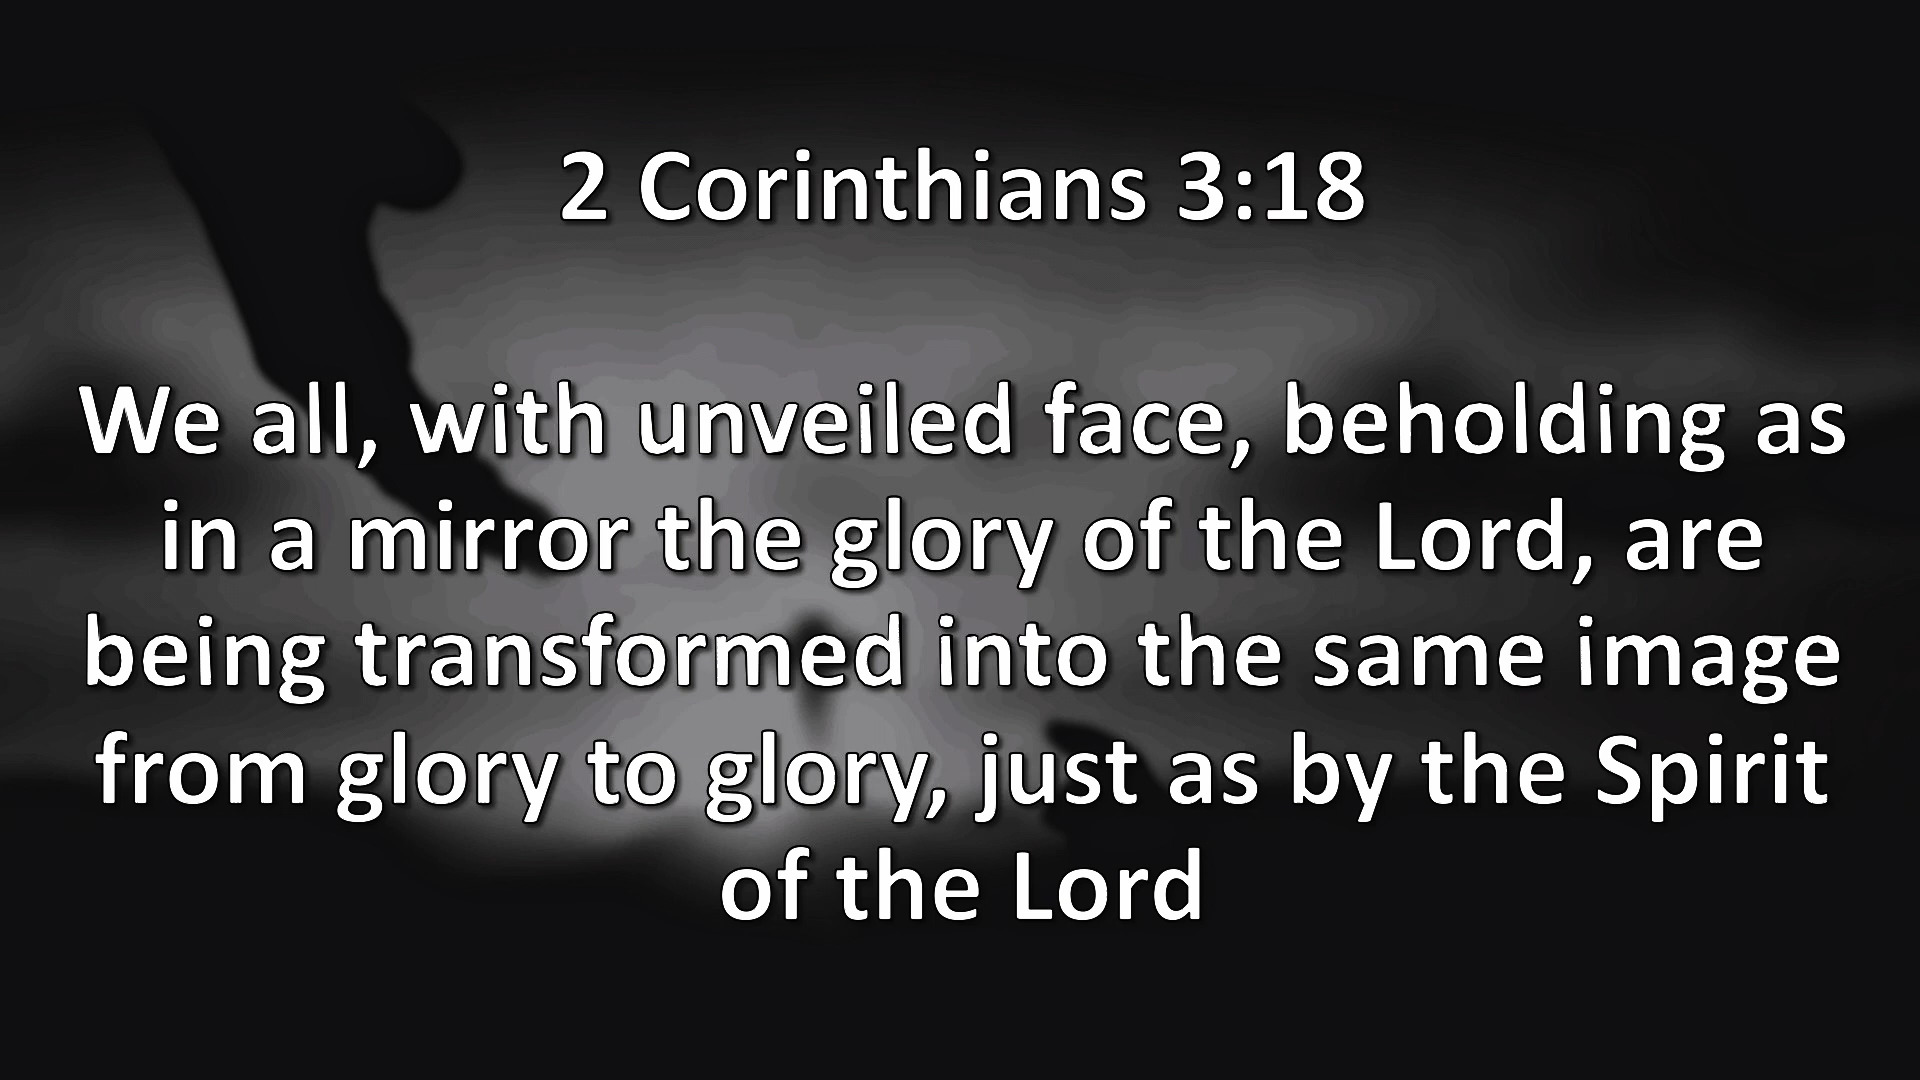 2 Corinthians 3:18
We all, with unveiled face, beholding as
in a mirror the glory of the Lord, are
being transformed into the same image
from glory to glory, just as by the Spirit
of the Lord